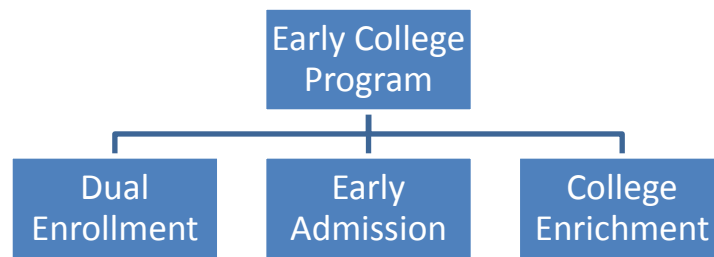 Early College
Program
Dual
Enrollment
Early
Admission
College
Enrichment